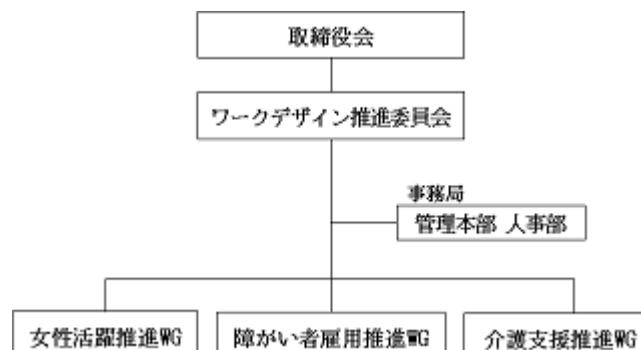 取締役会
ワークデザイン推進委員会
事務局
管理本部 人事部
女性活躍推進WG
障がい者雇用推進WG
介護支援推進WG